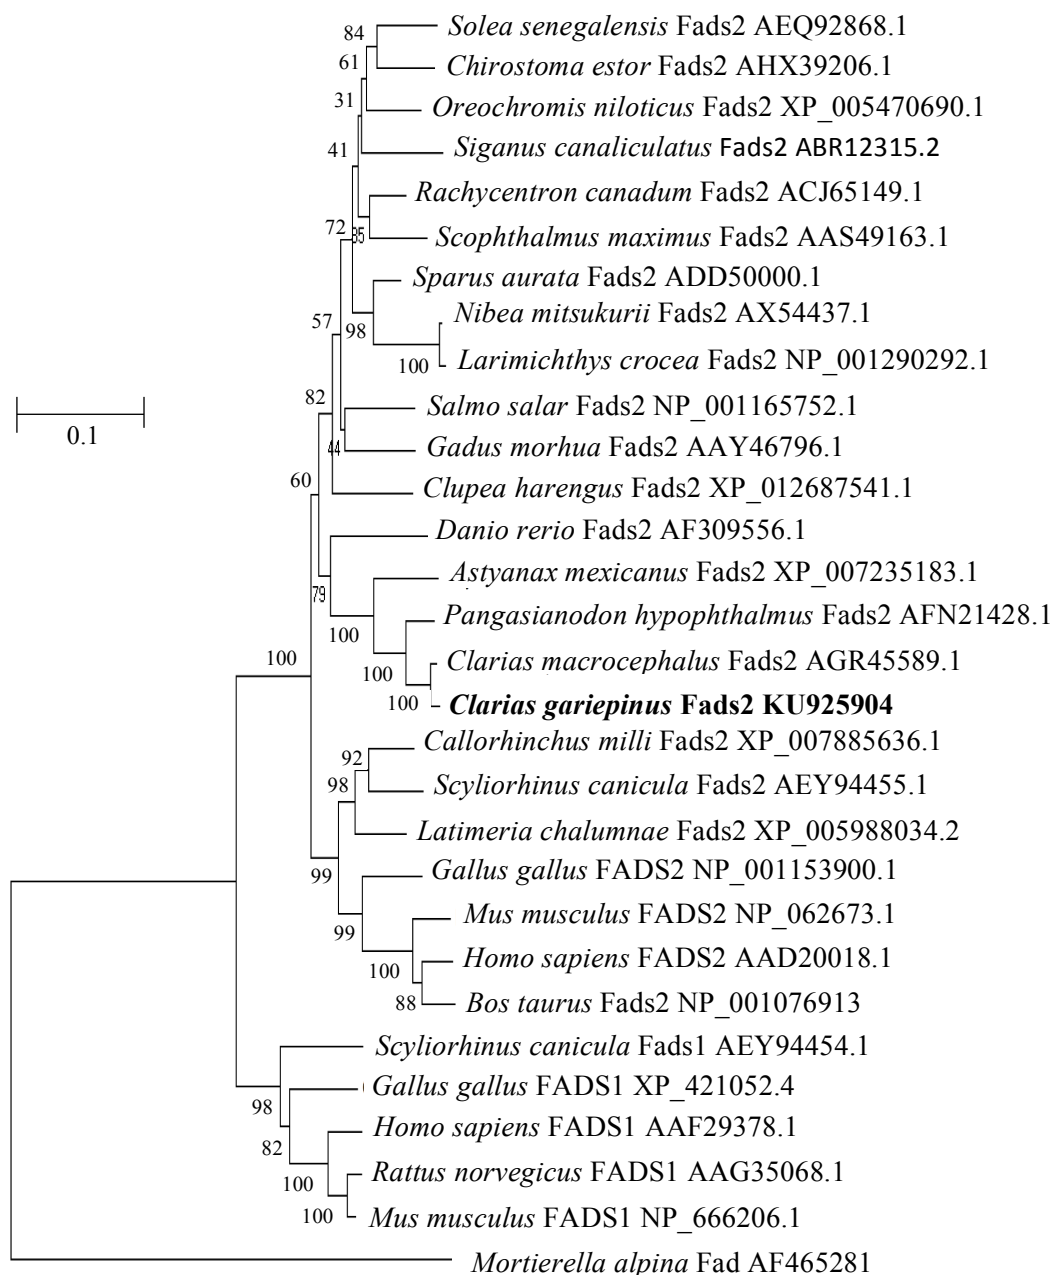 Solea senegalensis Fads2 AEQ92868.1
84
Chirostoma estor Fads2 AHX39206.1
61
Oreochromis niloticus Fads2 XP_005470690.1
31
Siganus canaliculatus Fads2 ABR12315.2
41
Rachycentron canadum Fads2 ACJ65149.1
72
85
Scophthalmus maximus Fads2 AAS49163.1
Sparus aurata Fads2 ADD50000.1
Nibea mitsukurii Fads2 AX54437.1
57
98
Larimichthys crocea Fads2 NP_001290292.1
100
Salmo salar Fads2 NP_001165752.1
82
0.1
Gadus morhua Fads2 AAY46796.1
44
Clupea harengus Fads2 XP_012687541.1
60
Danio rerio Fads2 AF309556.1
Astyanax mexicanus Fads2 XP_007235183.1
79
Pangasianodon hypophthalmus Fads2 AFN21428.1
100
Clarias macrocephalus Fads2 AGR45589.1
100
100
Clarias gariepinus Fads2 KU925904
100
Callorhinchus milli Fads2 XP_007885636.1
92
Scyliorhinus canicula Fads2 AEY94455.1
98
Latimeria chalumnae Fads2 XP_005988034.2
Gallus gallus FADS2 NP_001153900.1
99
Mus musculus FADS2 NP_062673.1
99
Homo sapiens FADS2 AAD20018.1
100
Bos taurus Fads2 NP_001076913
88
Scyliorhinus canicula Fads1 AEY94454.1
Gallus gallus FADS1 XP_421052.4
98
Homo sapiens FADS1 AAF29378.1
82
Rattus norvegicus FADS1 AAG35068.1
100
Mus musculus FADS1 NP_666206.1
100
Mortierella alpina Fad AF465281